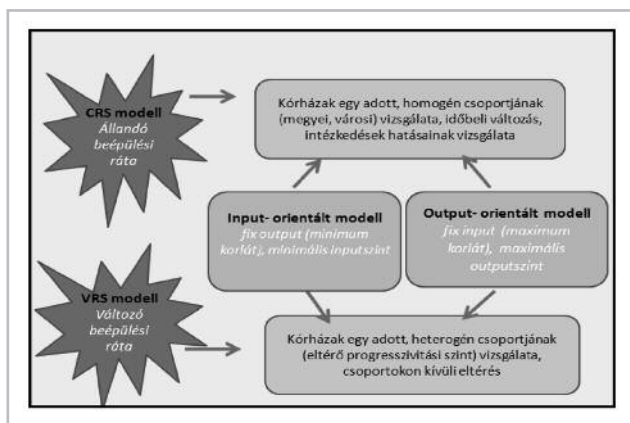 CRS modell
Állandó
beépülési
ráta
Kórházak egy adott, homogén csoportjának
(megyei, városi) vizsgálata, időbeli változás,
intézkedések hatásainak vizsgálata
Input- orientált modell
fix output (minimum
korlát), minimális inputszint
Output- orientált modell
fix input (maximum
korlát), maximális
outputszint
VRS modell
Változó
beépülési
ráta
Kórházak egy adott, heterogén csoportjának
(eltérő progresszivitási szint) vizsgálata,
csoportokon kívüli eltérés